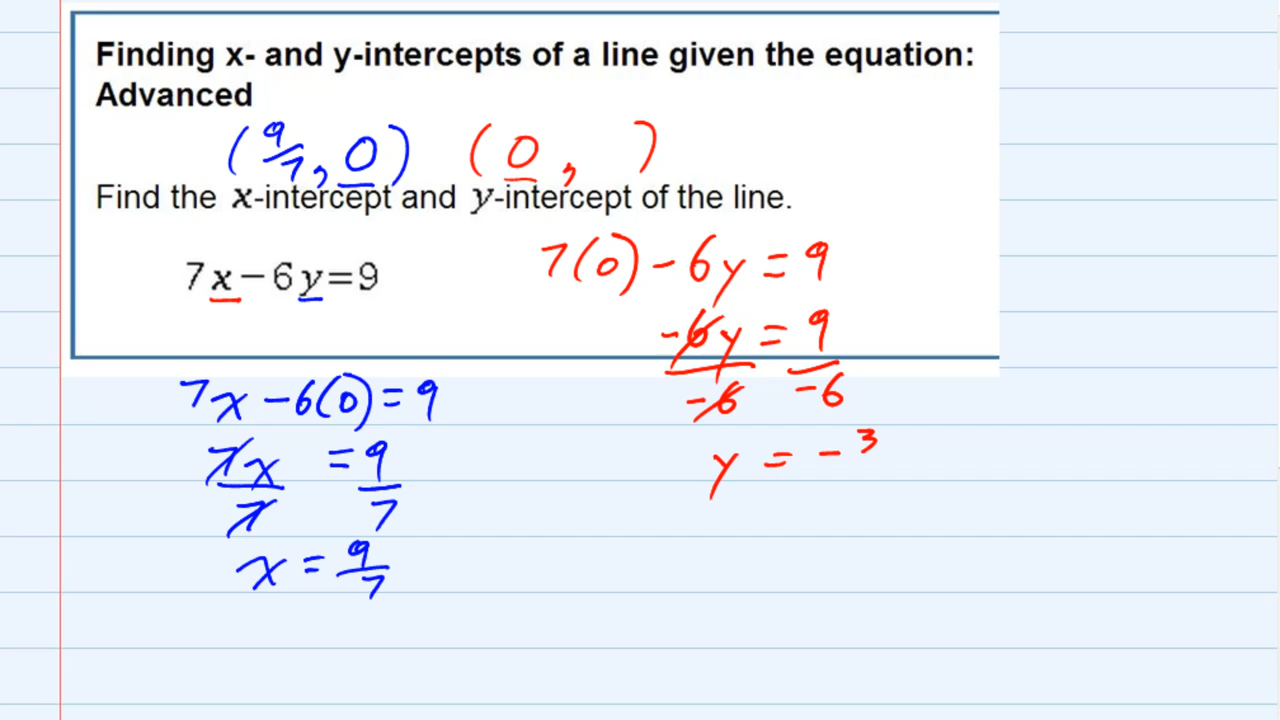 Finding x- and y-intercepts of a line given the equation:
Advanced
(9/7, 0) (0, )
Find the x-intercept and y-intercept of the line.
7x−6y=9
7(0) - 6y = 9
-6y = 9
-6 -6
y = - 3
7x - 6(0) = 9
7x = 9
7 7
x = 9/7